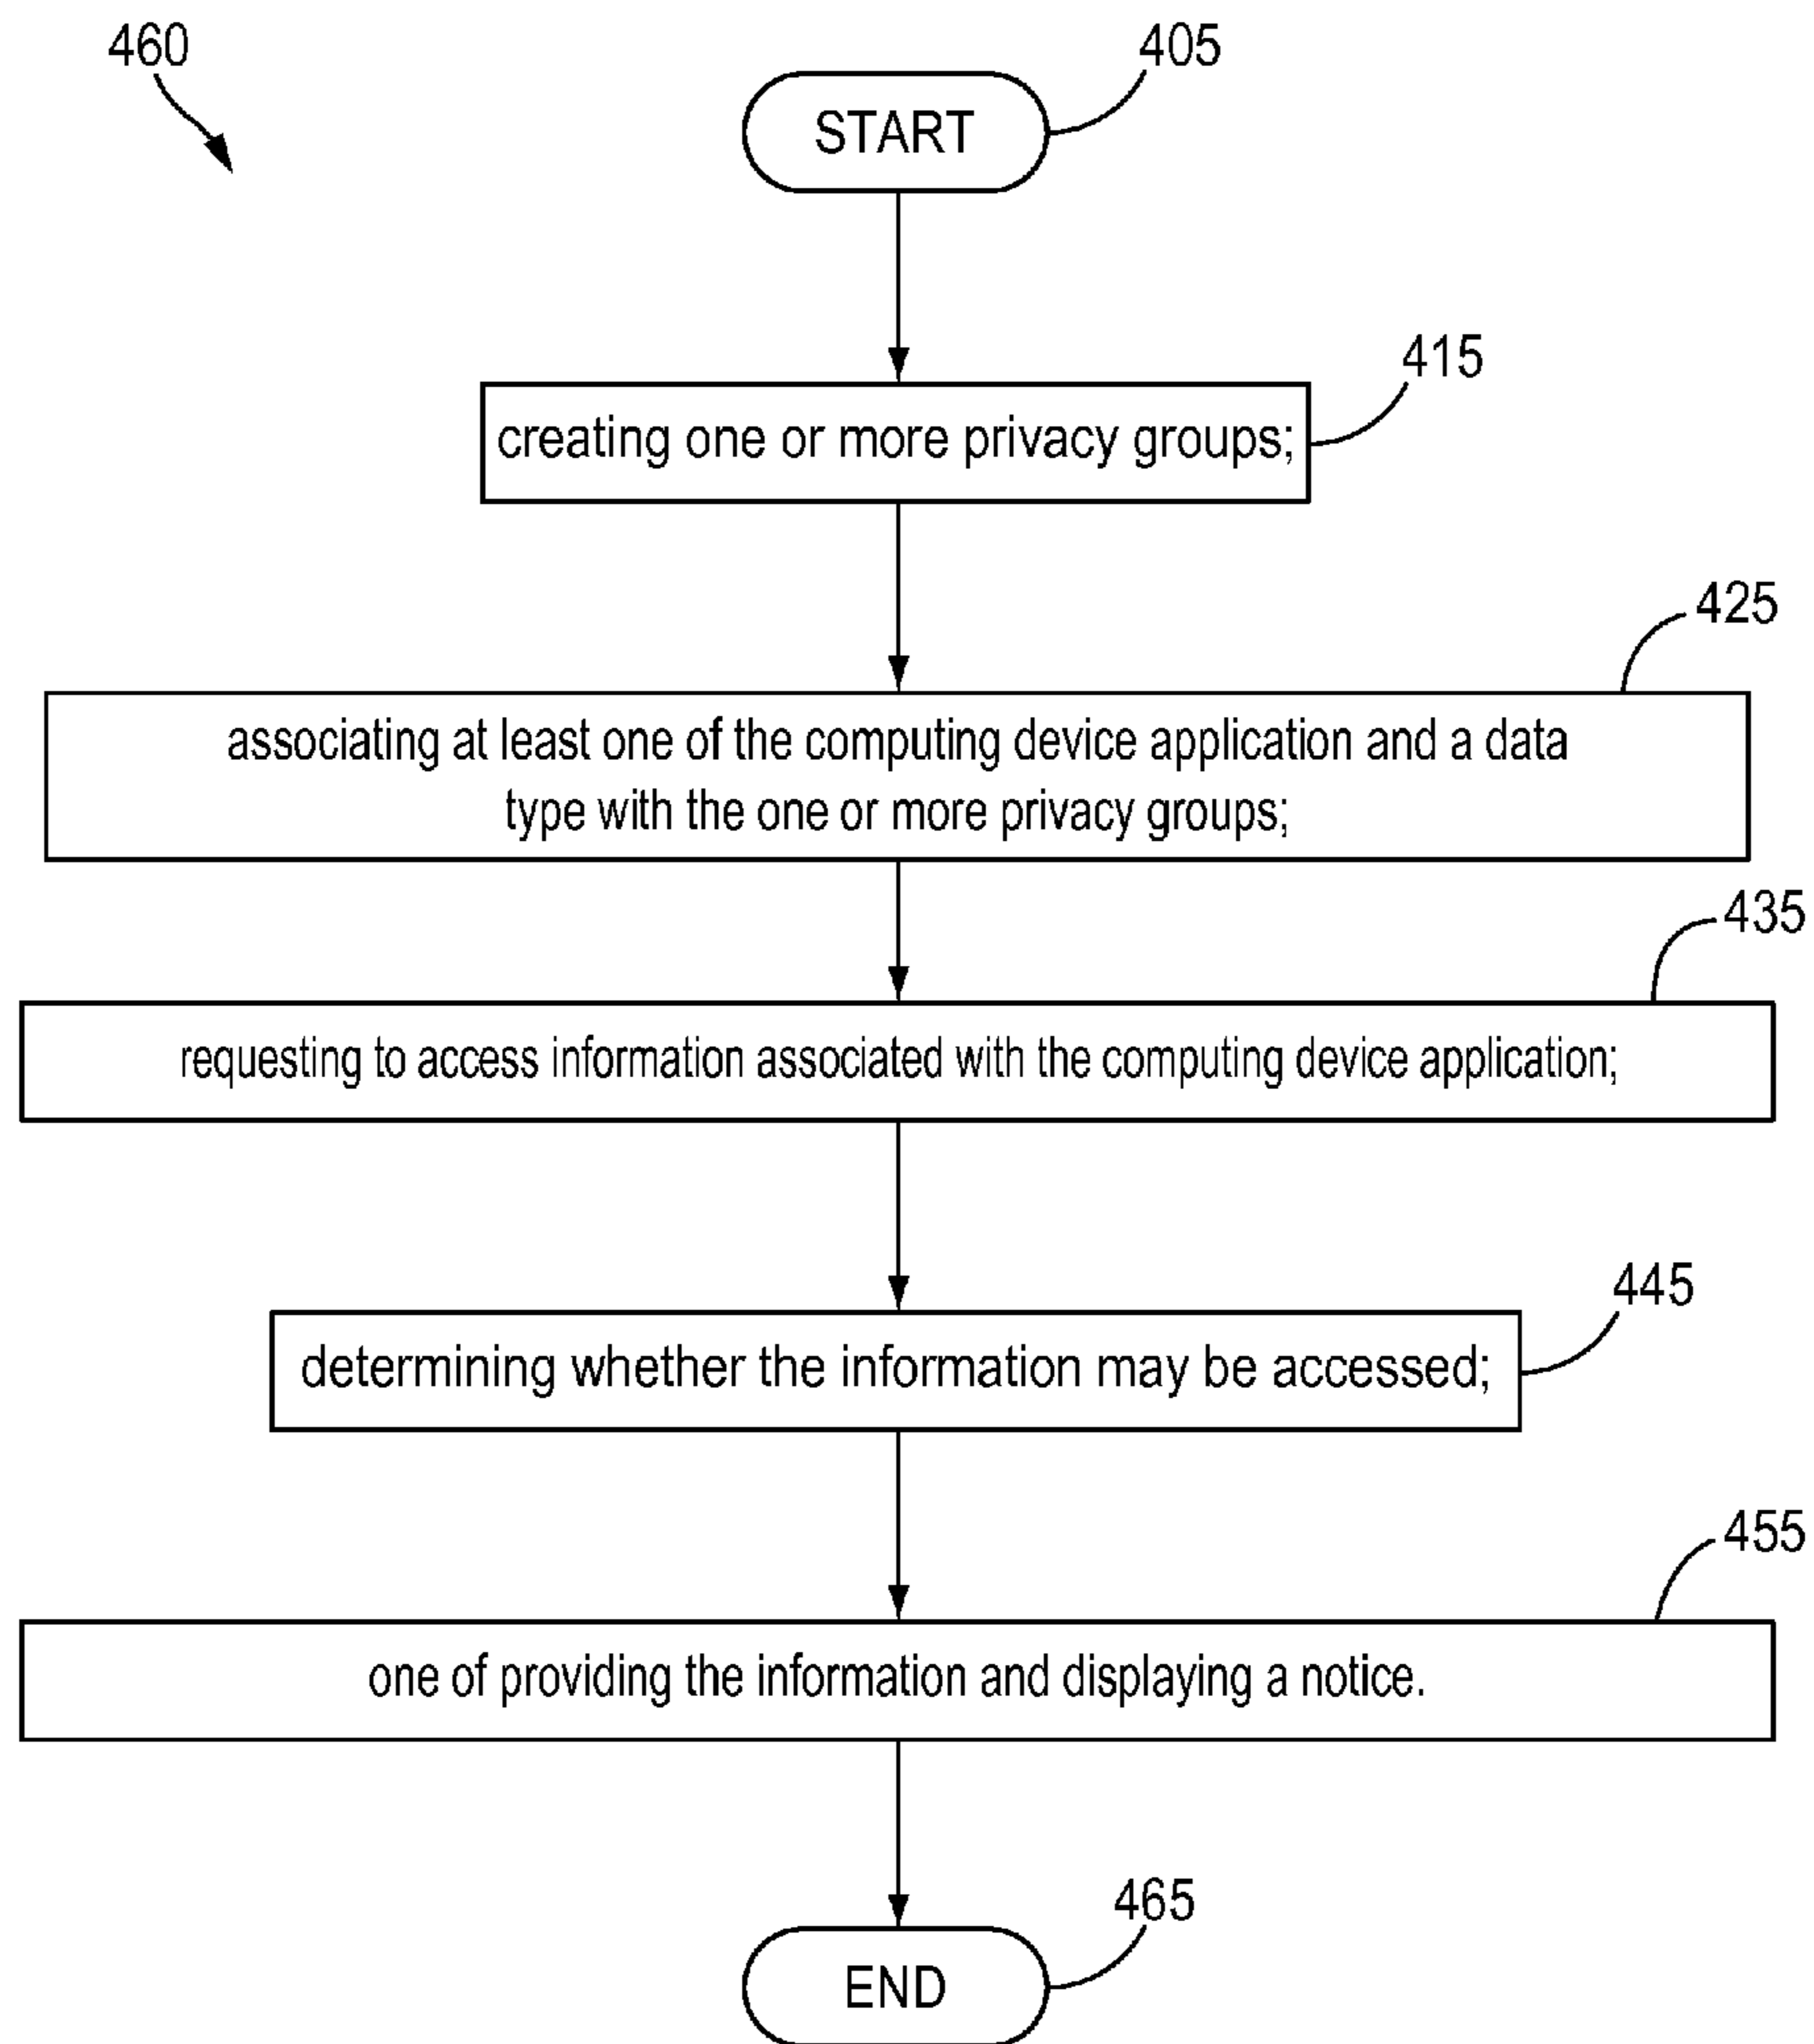 460
405
START
415
creating one or more privacy groups;
425
associating at least one of the computing device application and a data
type with the one or more privacy groups;
435
requesting to access information associated with the computing device application;
445
determining whether the information may be accessed;
455
one of providing the information and displaying a notice.
465
END